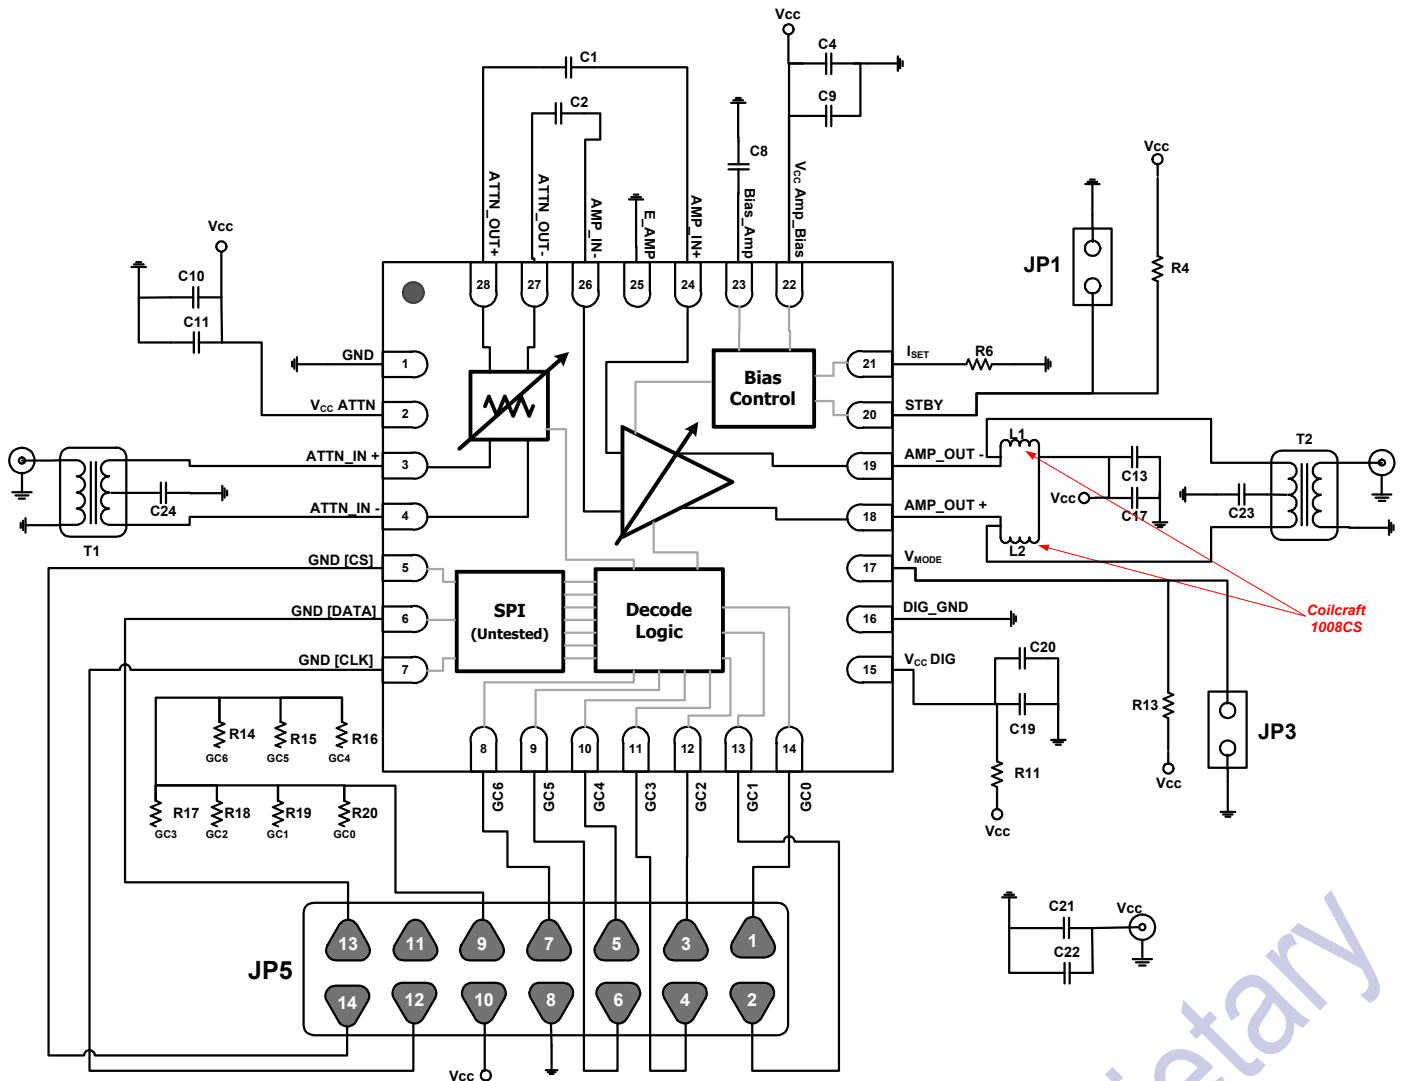 Vcc
C4
C9
C1
C2
C8
Vcc
ATTN_OUT+
ATTN_OUT-
AMP_IN-
E_AMP
AMP_IN+
Bias_Amp
Vcc Amp_Bias
JP1
R4
Vcc
C10
C11
28
27
26
25
24
23
22
GND
1
Vcc ATTN
2
ATTN_IN +
3
ATTN_IN -
4
GND [CS]
5
GND [DATA]
6
GND [CLK]
7
T1
C24
Bias
Control
21
ISET
R6
20
STBY
19
AMP_OUT -
18
AMP_OUT +
17
VMODE
16
DIG_GND
15
Vcc DIG
L1
L2
C13
Vcc
C17
C23
T2
Coilcraft
1008CS
SPI
(Untested)
Decode
Logic
C20
C19
R11
Vcc
R13
Vcc
JP3
R14
GC6
R15
GC5
R16
GC4
R17
GC3
R18
GC2
R19
GC1
R20
GC0
8
9
10
11
12
13
14
GC6
GC5
GC4
GC3
GC2
GC1
GC0
JP5
13
11
9
7
5
3
1
14
12
10
8
6
4
2
Vcc
C21
Vcc
C22